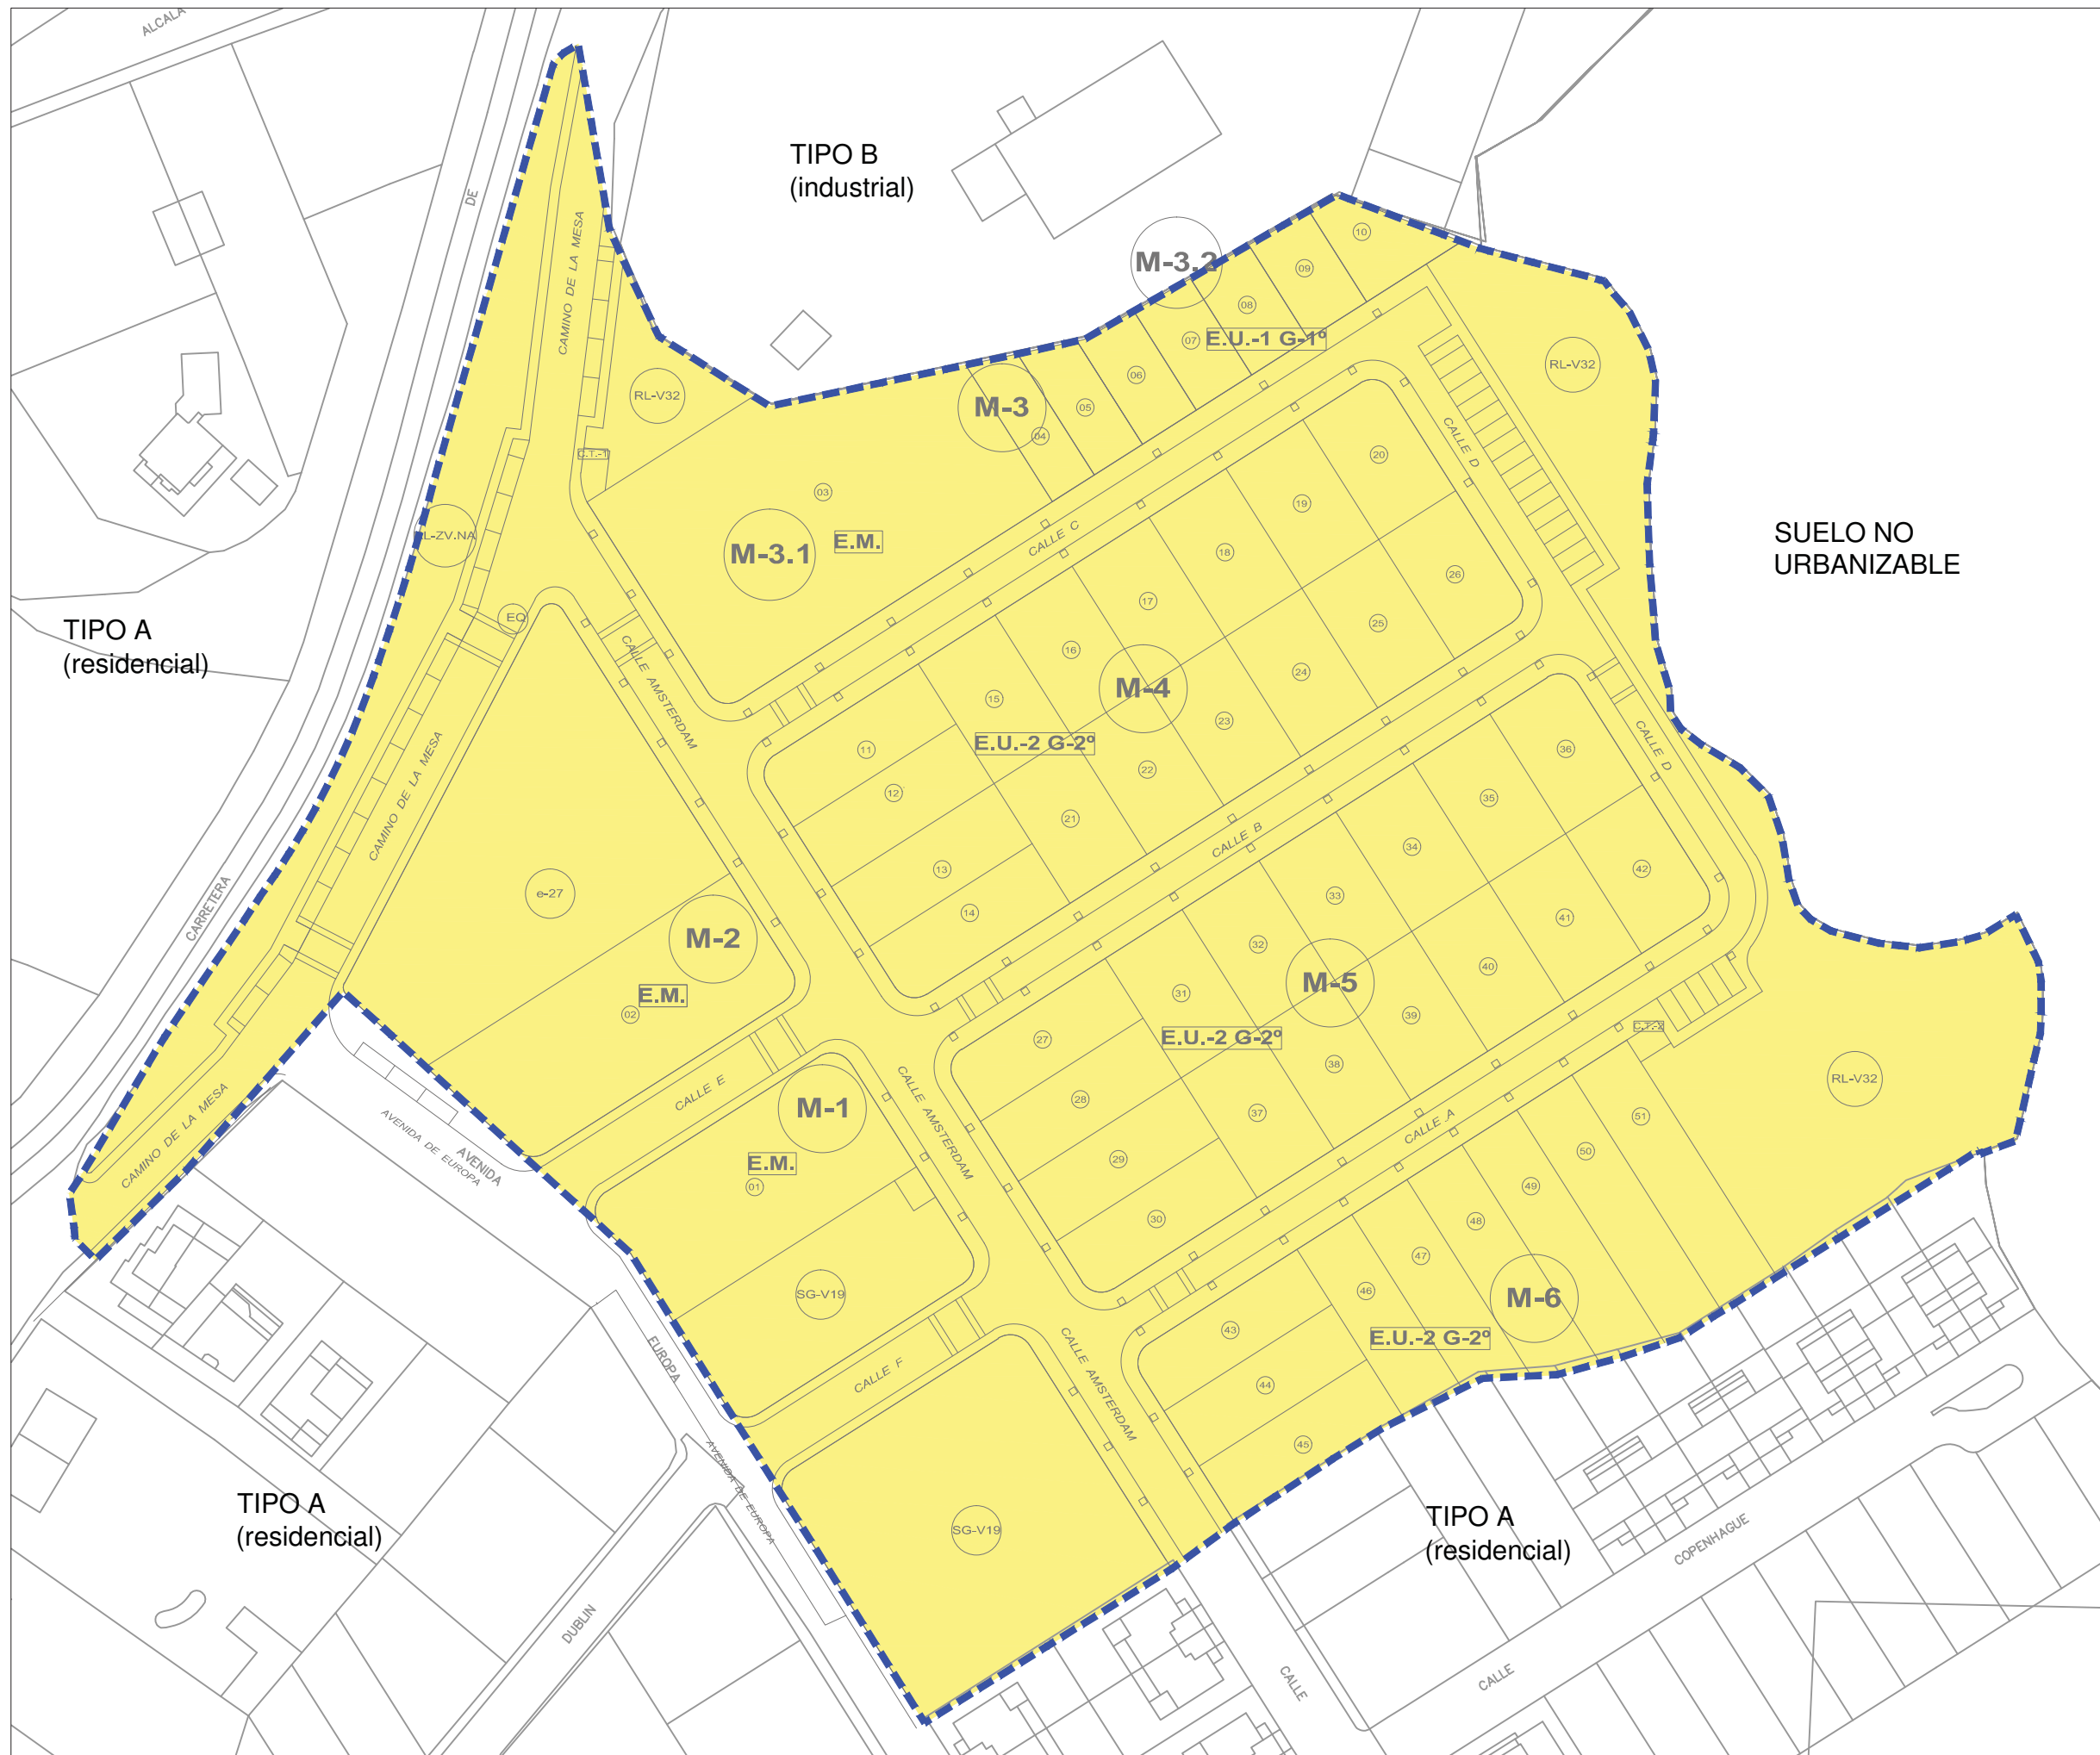 ALCALA
DE
TIPO B
(industrial)
CAMINO DE LA MESA
M-3.2
10
09
08
07
E.U.-1 G-1º
RL-V32
RL-V32
06
05
M-3
04
C.T.-1
03
M-3.1
E.M.
CALLE C
CALLE D
20
19
18
26
17
25
16
24
M-4
15
23
E.U.-2 G-2º
11
22
12
21
13
14
SUELO NO
URBANIZABLE
TIPO A
(residencial)
EQ
CALLE AMSTERDAM
CAMINO DE LA MESA
CARRETERA
e-27
M-2
E.M.
02
CALLE B
CALLE D
36
35
34
42
33
41
32
40
M-5
31
39
E.U.-2 G-2º
27
38
28
37
29
30
C.T.-2
RL-V32
CALLE E
M-1
E.M.
01
CALLE AMSTERDAM
CALLE A
51
50
49
48
47
46
M-6
E.U.-2 G-2º
43
44
45
CAMINO DE LA MESA
AVENIDA DE EUROPA
AVENIDA
SG-V19
CALLE F
EUROPA
CALLE AMSTERDAM
AVENIDA DE EUROPA
SG-V19
TIPO A
(residencial)
TIPO A
(residencial)
DUBLIN
CALLE
CALLE
COPENHAGUE